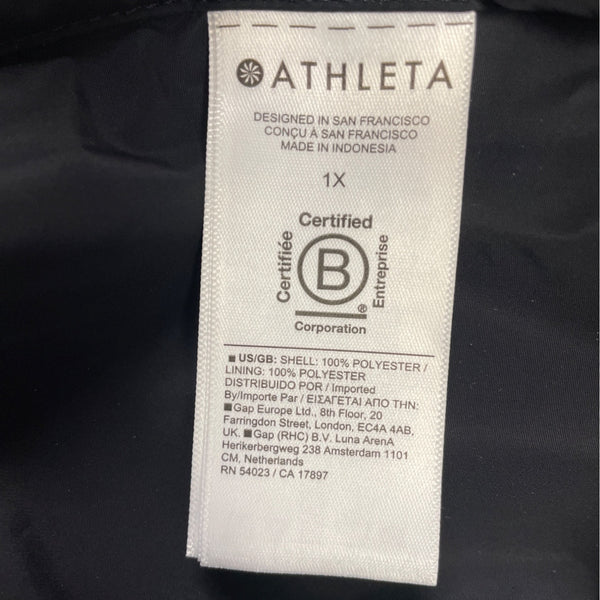 ATHLETA
DESIGNED IN SAN FRANCISCO
CONÇU À SAN FRANCISCO
MADE IN INDONESIA
1X
Certified
Certifiée
B
Entreprise
®
Corporation
■ US/GB: SHELL: 100% POLYESTER /
LINING: 100% POLYESTER
DISTRIBUIDO POR / Imported
By/Importe Par / ΕΙΣΑΓΕΤΑΙ ΑΠΟ ΤΗΝ:
■Gap Europe Ltd., 8th Floor, 20
Farringdon Street, London, EC4A 4AB,
UK. ■Gap (RHC) B.V. Luna ArenA
Herikerbergweg 238 Amsterdam 1101
CM, Netherlands
RN 54023 / CA 17897